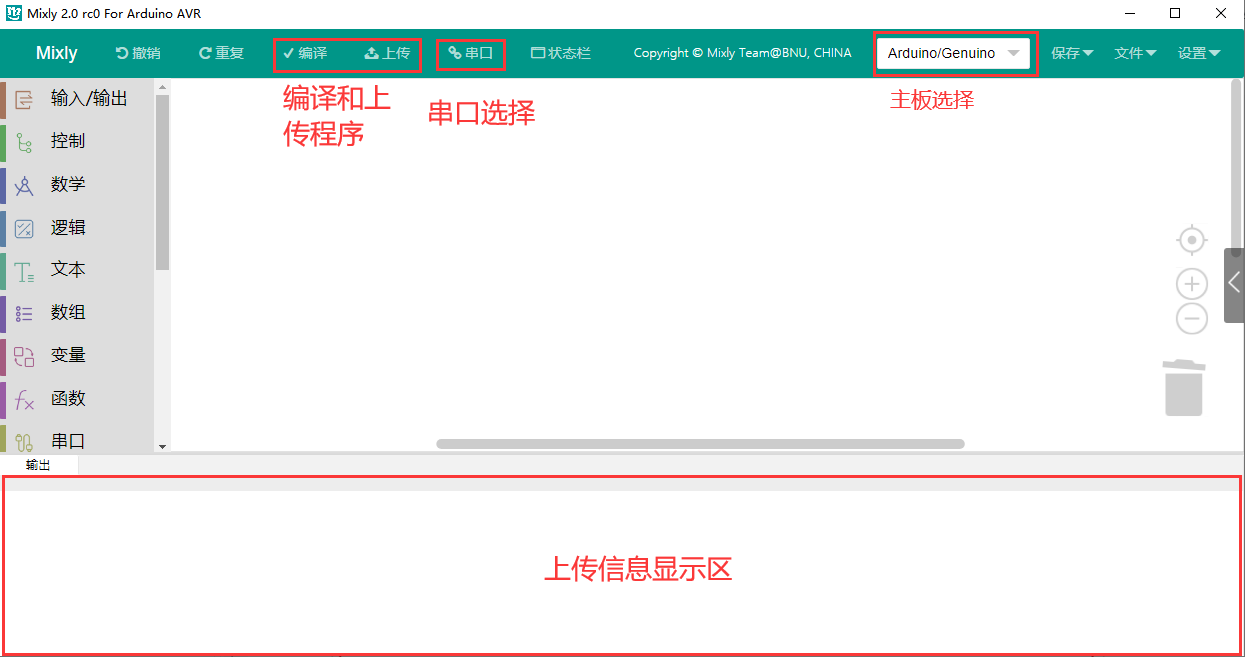 Mixly 2.0 rc0 For Arduino AVR
Mixly 撤销 重复 编译 上传 串口 状态栏 Copyright © Mixly Team@BNU, CHINA Arduino/Genuino 保存 文件 设置
编译和上
传程序
串口选择
主板选择
输入/输出
控制
数学
逻辑
文本
数组
变量
函数
串口
输出
上传信息显示区